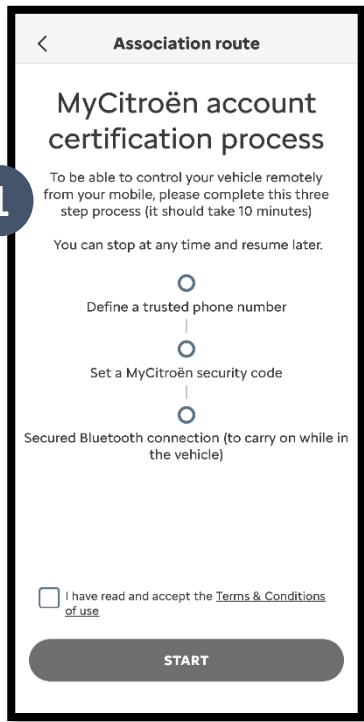 Association route
MyCitroën account
certification process
1
To be able to control your vehicle remotely
from your mobile, please complete this three
step process (it should take 10 minutes)
You can stop at any time and resume later.
Define a trusted phone number
Set a MyCitroën security code
Secured Bluetooth connection (to carry on while in
the vehicle)
I have read and accept the Terms & Conditions
of use
START